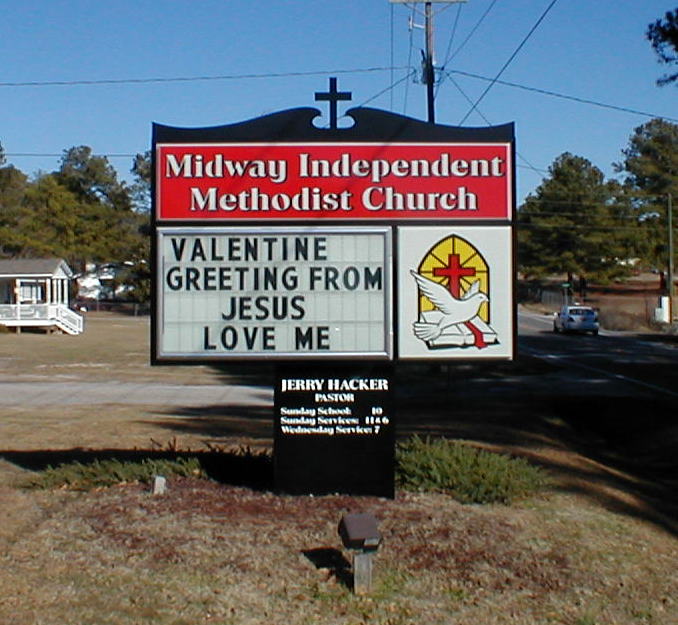 Midway Independent
Methodist Church
VALENTINE
GREETING FROM
JESUS
LOVE ME
JERRY HACKER
PASTOR
Sunday School: 10
Sunday Services: 11 & 6
Wednesday Service: 7